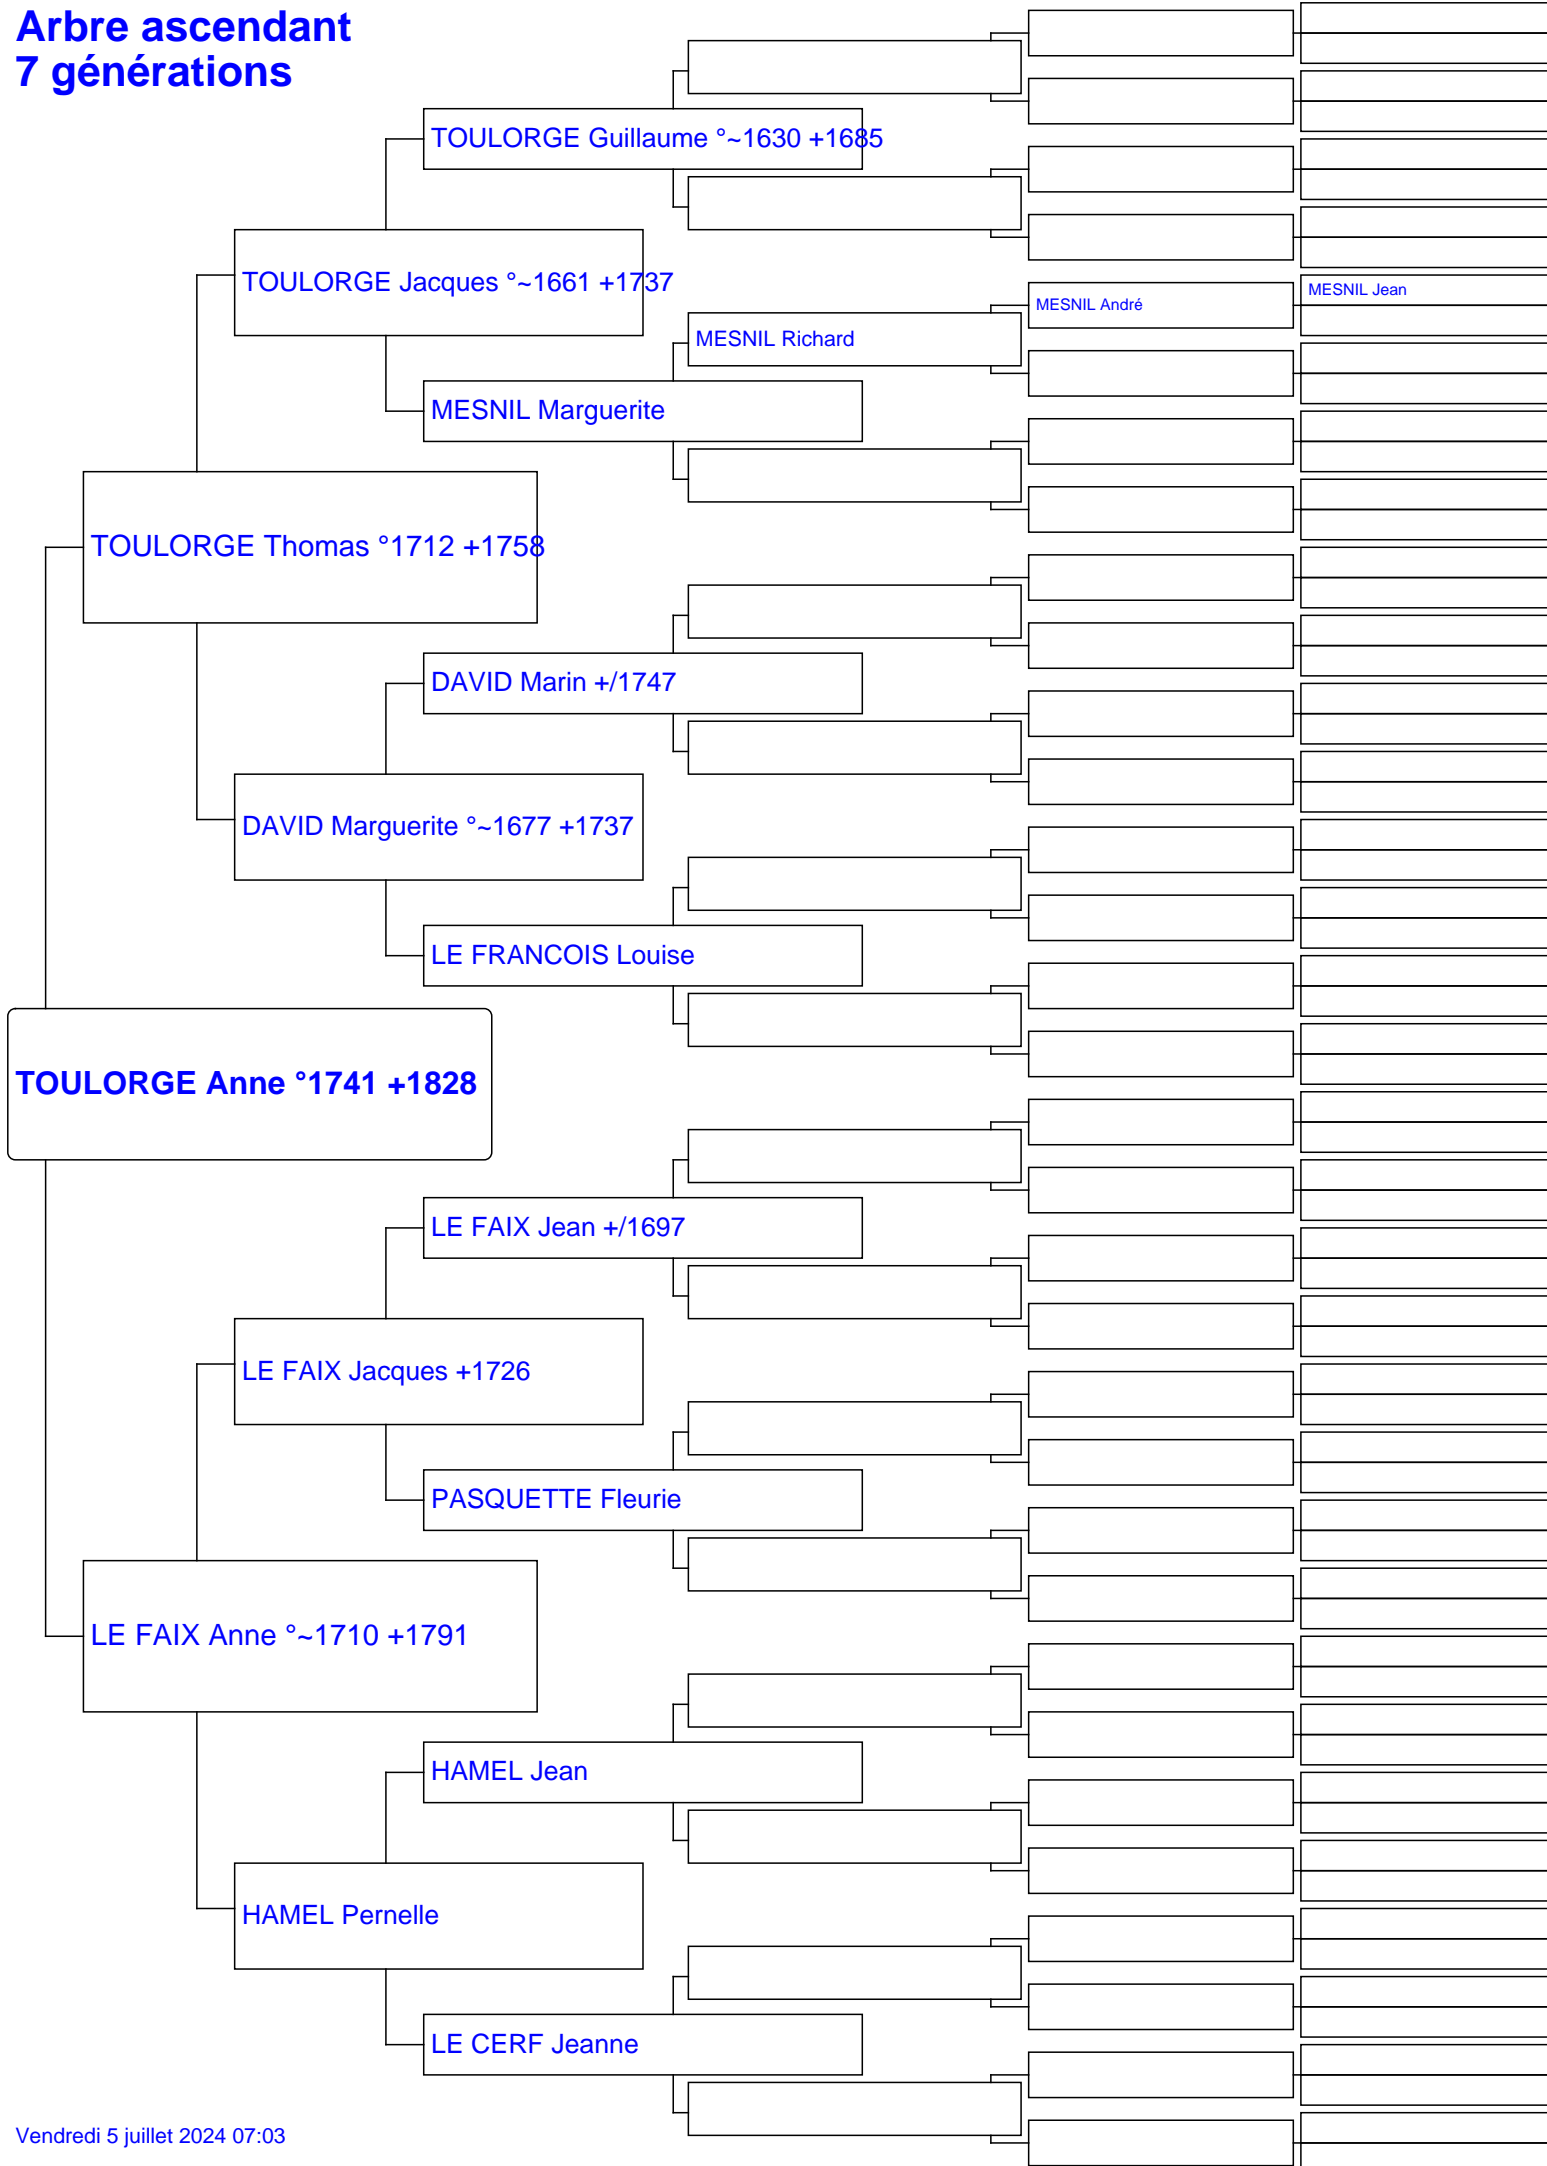 Arbre ascendant
7 générations
TOULORGE Guillaume °~1630 +1685
TOULORGE Jacques °~1661 +1737
MESNIL Jean
MESNIL André
MESNIL Richard
MESNIL Marguerite
TOULORGE Thomas °1712 +1758
DAVID Marin +/1747
DAVID Marguerite °~1677 +1737
LE FRANCOIS Louise
TOULORGE Anne °1741 +1828
LE FAIX Jean +/1697
LE FAIX Jacques +1726
PASQUETTE Fleurie
LE FAIX Anne °~1710 +1791
HAMEL Jean
HAMEL Pernelle
LE CERF Jeanne
Vendredi 5 juillet 2024 07:03